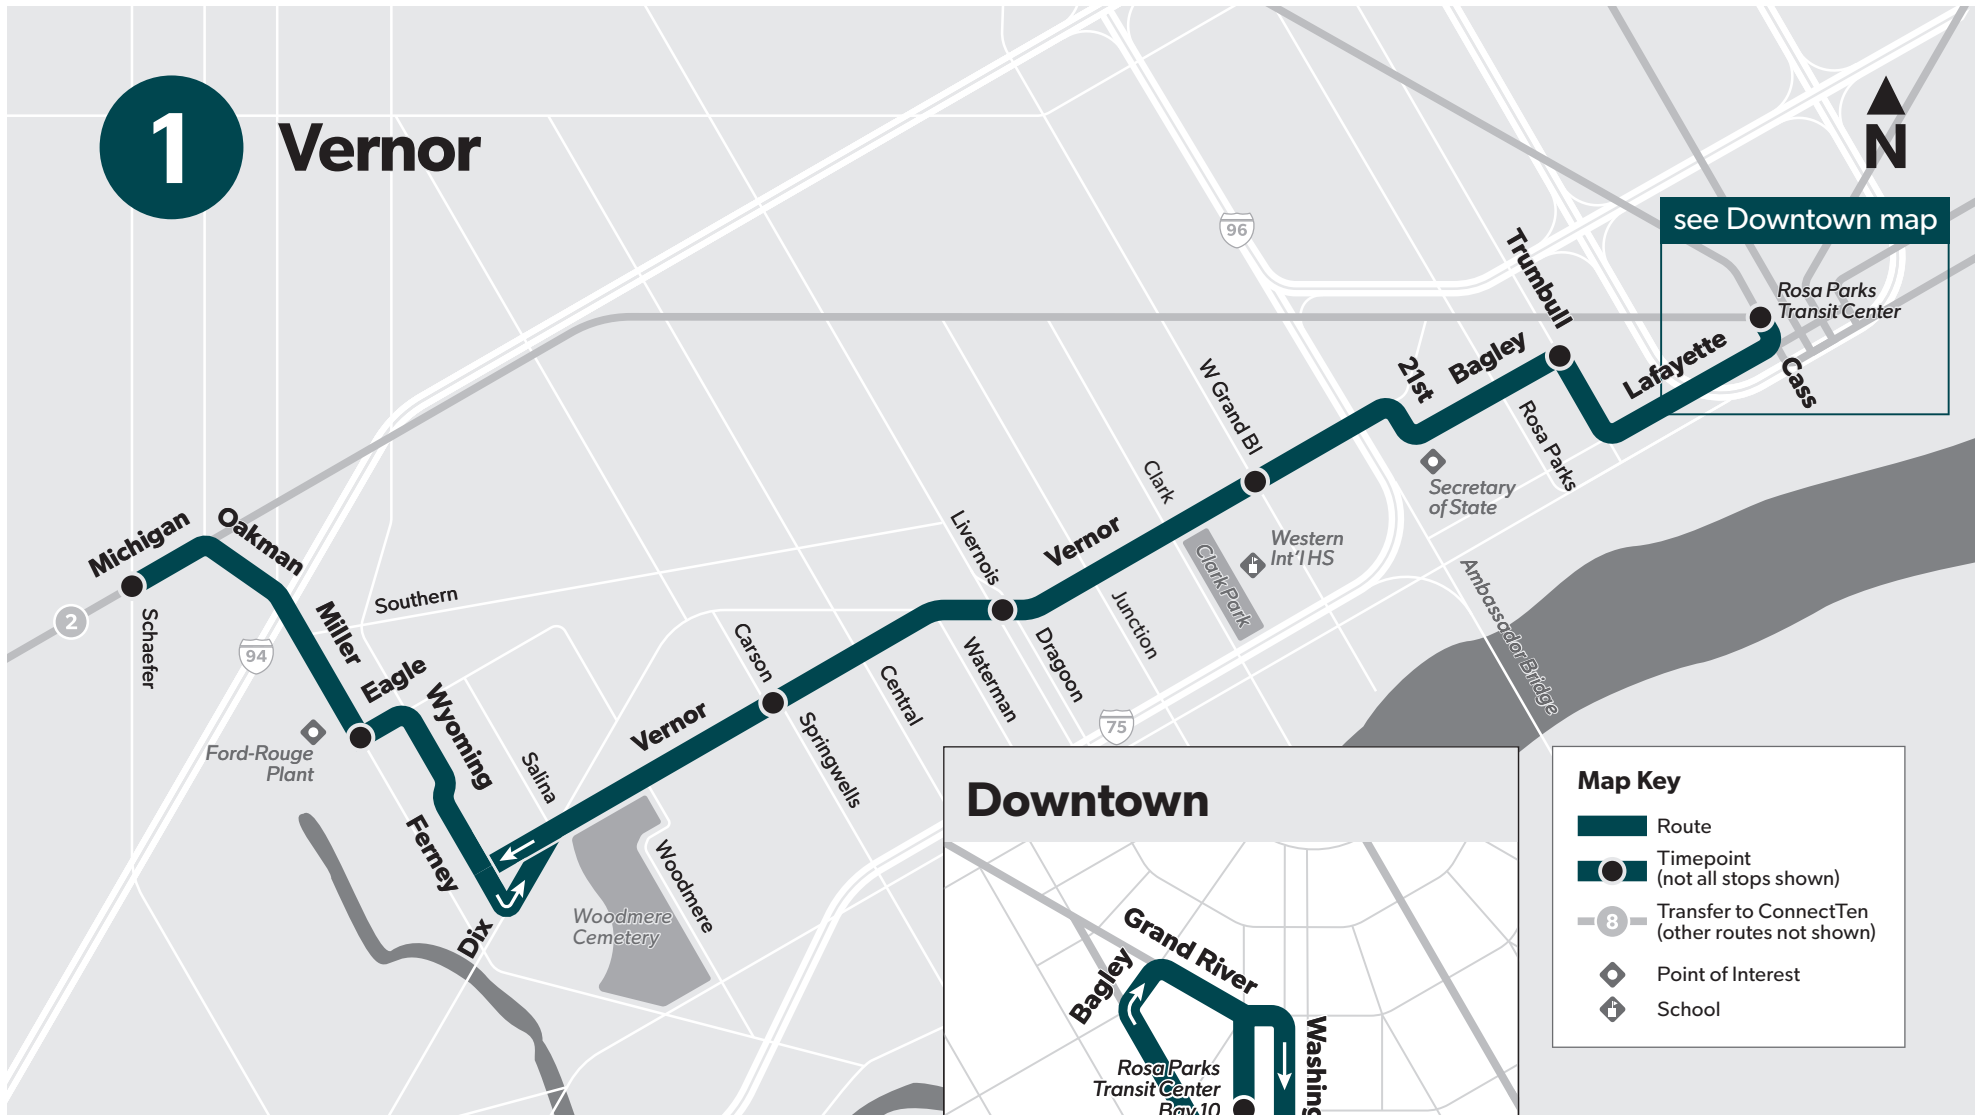 1
Vernor
N
see Downtown map
96
Trumbull
Rosa Parks
Transit Center
Bagley
21st
Lafayette
Cass
W Grand Bl
Rosa Parks
Clark
Secretary
of State
Michigan
Oakman
Livernois
Vernor
Western
Int'l HS
Clark Park
Ambassador Bridge
2
Schaefer
Southern
Miller
94
Junction
Carson
Dragoon
Waterman
Eagle
Central
Wyoming
Vernor
Springwells
75
Ford-Rouge
Plant
Salina
Ferney
Woodmere
Woodmere
Cemetery
Dix
Downtown
Grand River
Bagley
Rosa Parks
Transit Center
Bay 10
Map Key
Route
Timepoint
(not all stops shown)
8
Transfer to ConnectTen
(other routes not shown)
Point of Interest
School